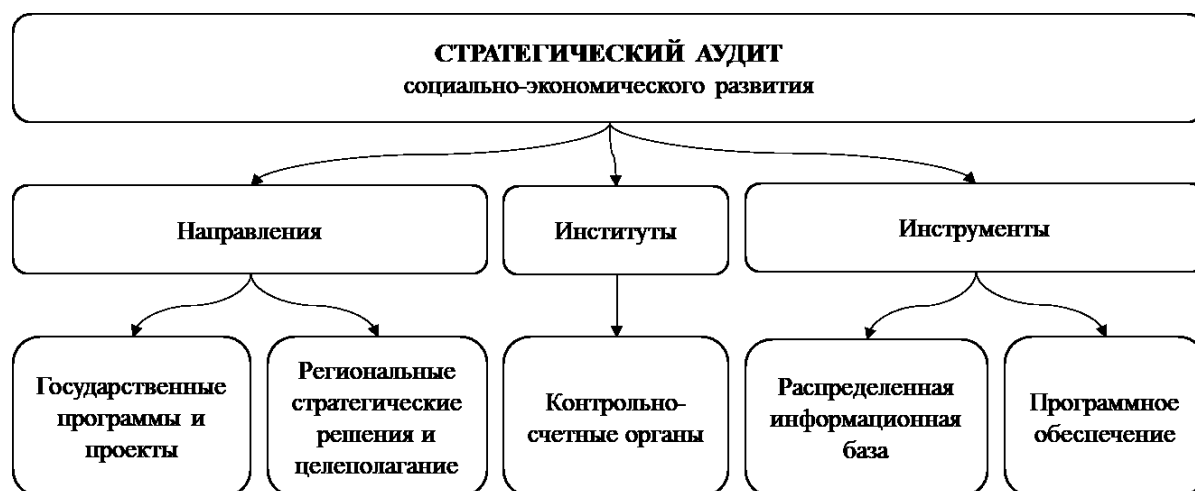 СТРАТЕГИЧЕСКИЙ АУДИТ
социально-экономического развития
Направления
Институты
Инструменты
Государственные
программы и
проекты
Региональные
стратегические
решения и
целеполагание
Контрольно-
счетные органы
Распределенная
информационная
база
Программное
обеспечение